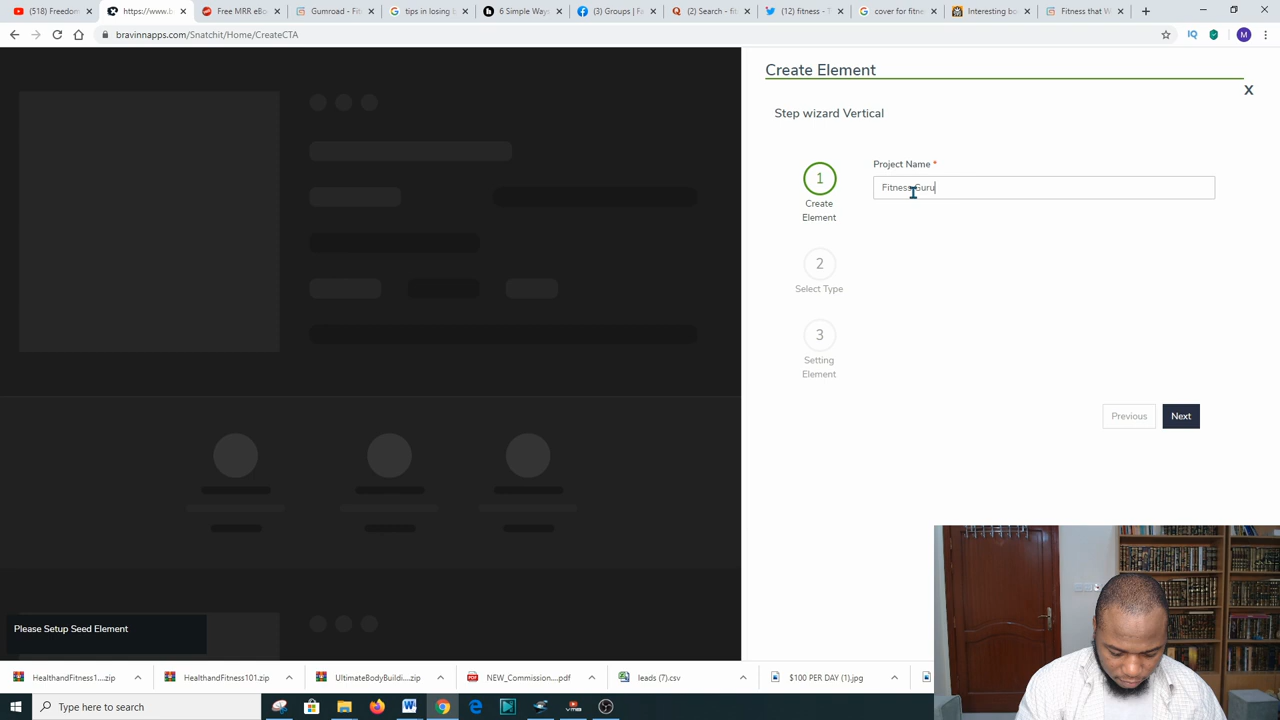 (518) Freedom
https://www.b
Free MRR eBo
Gumroad - Fit
tips in losing b
6 Simple Ways
(3) Groups | Fa
Search - fitn
(12) fitness - T
cover for fitne
Interesting bo
Fitness that W
bravinnapps.com/Snatchit/Home/CreateCTA
IQ
M
Create Element
X
Step wizard Vertical
1
Create
Element
Project Name *
Fitness Guru
2
Select Type
3
Setting
Element
Previous
Next
Please Setup Seed Element
HealthandFitness1....zip
HealthandFitness101.zip
UltimateBodyBuildi....zip
NEW_Commission....pdf
leads (7).csv
$100 PER DAY (1).jpg
Type here to search